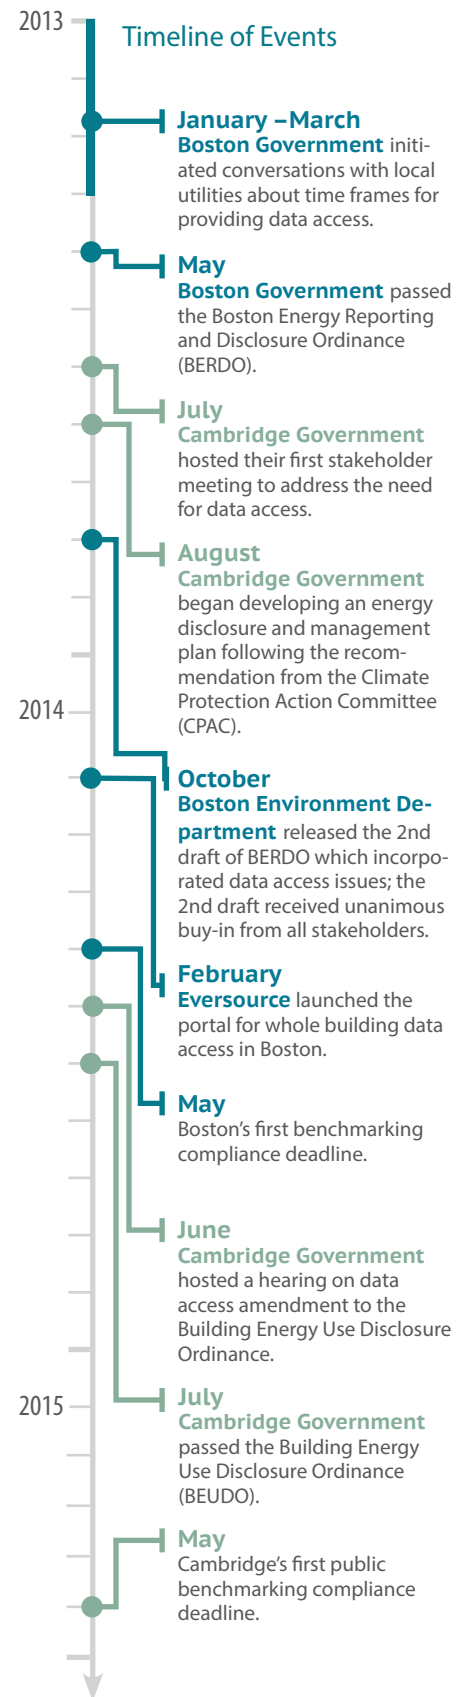 2013
Timeline of Events
January –March
Boston Government initi-
ated conversations with local
utilities about time frames for
providing data access.
May
Boston Government passed
the Boston Energy Reporting
and Disclosure Ordinance
(BERDO).
July
Cambridge Government
hosted their first stakeholder
meeting to address the need
for data access.
August
Cambridge Government
began developing an energy
disclosure and management
plan following the recom-
mendation from the Climate
Protection Action Committee
(CPAC).
2014
October
Boston Environment De-
partment released the 2nd
draft of BERDO which incorpo-
rated data access issues; the
2nd draft received unanimous
buy-in from all stakeholders.
February
Eversource launched the
portal for whole building data
access in Boston.
May
Boston’s first benchmarking
compliance deadline.
June
Cambridge Government
hosted a hearing on data
access amendment to the
Building Energy Use Disclosure
Ordinance.
2015
July
Cambridge Government
passed the Building Energy
Use Disclosure Ordinance
(BEUDO).
May
Cambridge’s first public
benchmarking compliance
deadline.